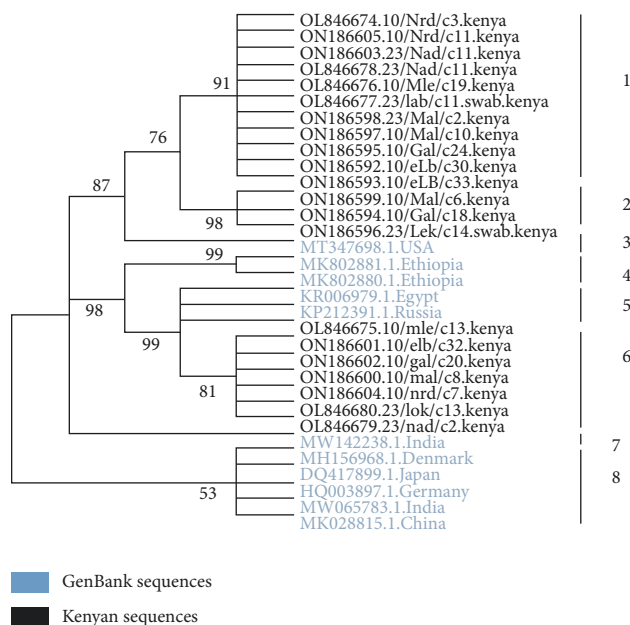 OL846674.10/Nrd/c3.kenya
ON186605.10/Nrd/c11.kenya
ON186603.23/Nad/c11.kenya
OL846678.23/Nad/c11.kenya
91
OL846676.10/Mle/c19.kenya
1
OL846677.23/lab/c11.swab.kenya
ON186598.23/Mal/c2.kenya
ON186597.10/Mal/c10.kenya
76
ON186595.10/Gal/c24.kenya
ON186592.10/eLb/c30.kenya
87
ON186593.10/eLB/c33.kenya
ON186599.10/Mal/c6.kenya
2
ON186594.10/Gal/c18.kenya
98
ON186596.23/Lek/c14.swab.kenya
MT347698.1.USA
3
99
MK802881.1.Ethiopia
4
MK802880.1.Ethiopia
KR006979.1.Egypt
5
98
KP212391.1.Russia
OL846675.10/mle/c13.kenya
99
ON186601.10/elb/c32.kenya
6
ON186602.10/gal/c20.kenya
ON186600.10/mal/c8.kenya
81
ON186604.10/nrd/c7.kenya
OL846680.23/lok/c13.kenya
OL846679.23/nad/c2.kenya
MW142238.1.India
7
MH156968.1.Denmark
DQ417899.1.Japan
8
HQ003897.1.Germany
53
MW065783.1.India
MK028815.1.China
GenBank sequences
Kenyan sequences